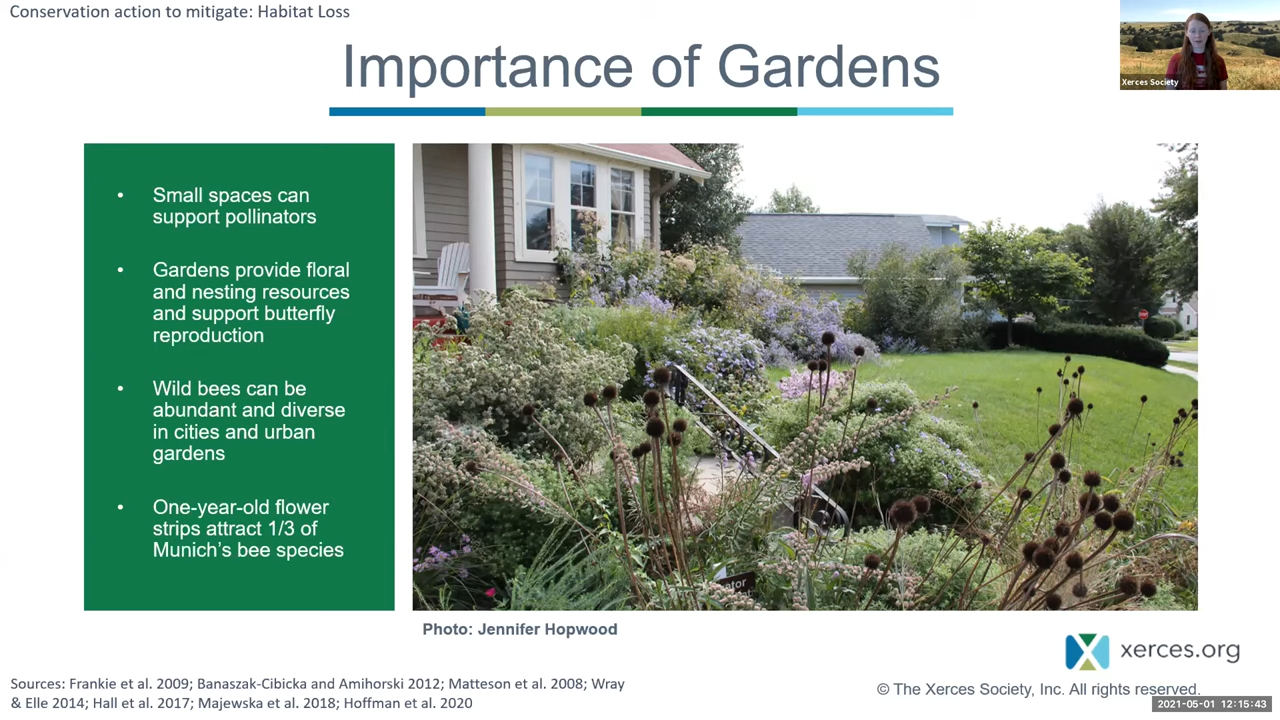 Conservation action to mitigate: Habitat Loss
Importance of Gardens
Xerces Society
• Small spaces can
support pollinators
• Gardens provide floral
and nesting resources
and support butterfly
reproduction
• Wild bees can be
abundant and diverse
in cities and urban
gardens
• One-year-old flower
strips attract 1/3 of
Munich's bee species
Photo: Jennifer Hopwood
xerces.org
Sources: Frankie et al. 2009; Banaszak-Cibicka and Amihorski 2012; Matteson et al. 2008; Wray
& Elle 2014; Hall et al. 2017; Majewska et al. 2018; Hoffman et al. 2020
© The Xerces Society, Inc. All rights reserved.
2021-05-01 12:15:43